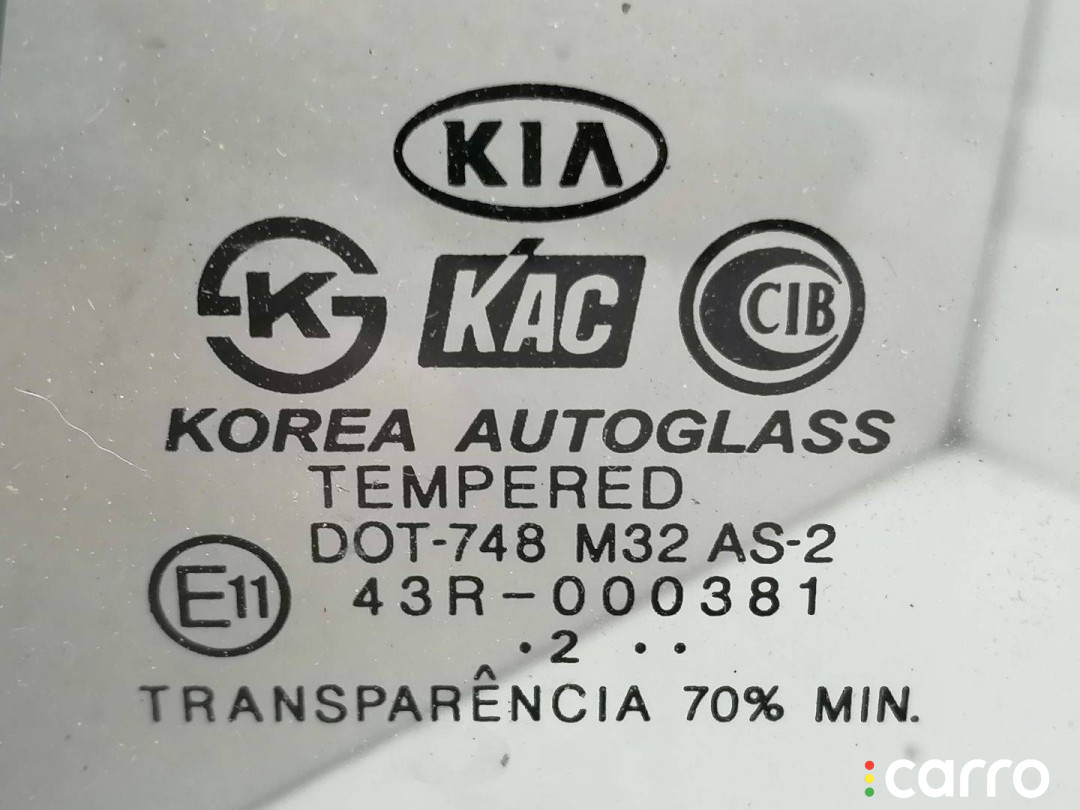 KIA
K KAC CIB
KOREA AUTOGLASS
TEMPERED
DOT-748 M32 AS-2
E11 43R-000381
.2 ..
TRANSPARÊNCIA 70% MIN.
carro